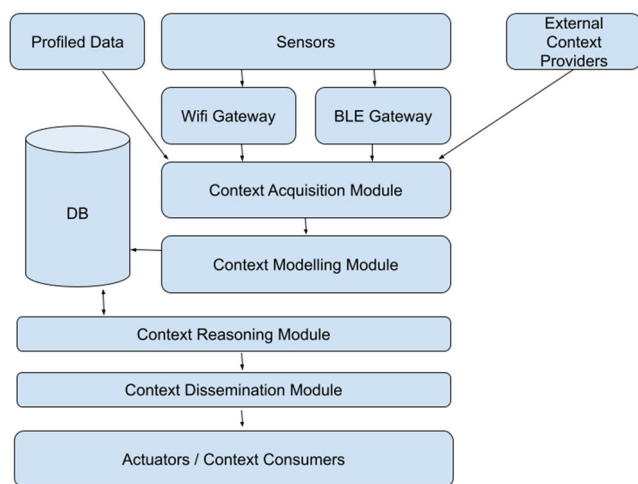 Profiled Data
Sensors
External
Context
Providers
Wifi Gateway
BLE Gateway
Context Acquisition Module
DB
Context Modelling Module
Context Reasoning Module
Context Dissemination Module
Actuators / Context Consumers